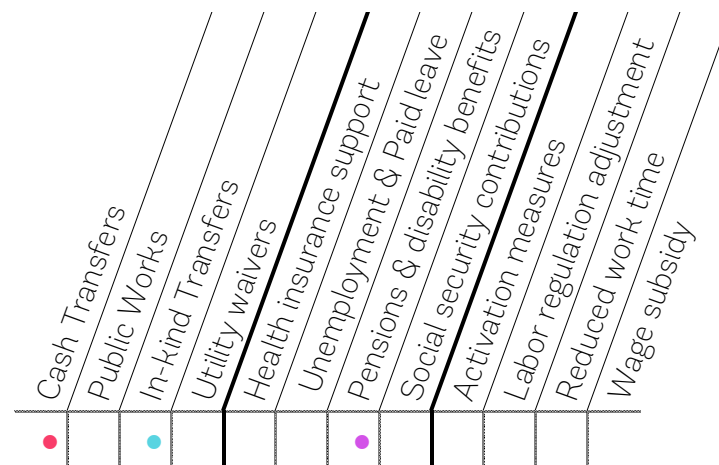 Cash Transfers
Public Works
In-kind Transfers
Utility waivers
Health insurance support
Unemployment & Paid leave
Pensions & disability benefits
Social security contributions
Activation measures
Labor regulation adjustment
Reduced work time
Wage subsidy